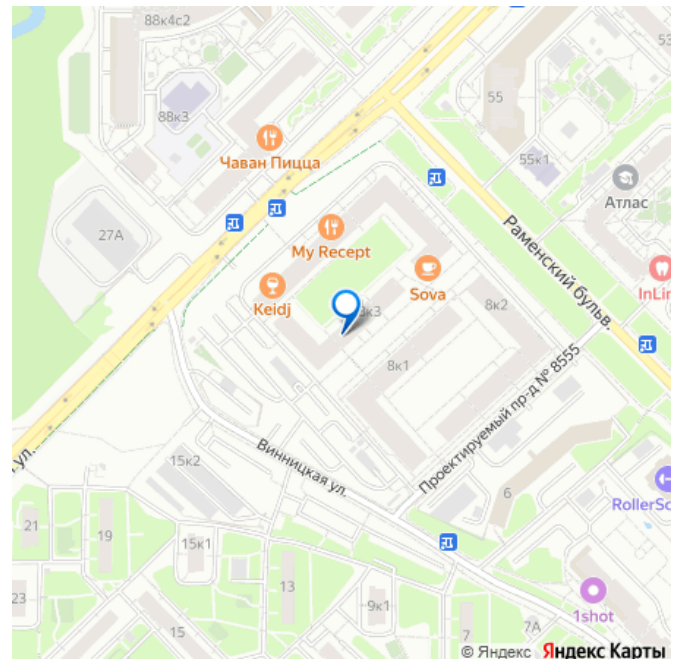 88к4с2
53
88к3
55
Чаван Пицца
55к1
Атлас
27А
My Recept
Раменский бульв.
Keidj
Sova
InLin
8к2
8к1
Проектируемый пр-д № 8555
ул.
Винницкая ул.
15к2
6
RollerSc
21
19
15к1
13
23
9к1
1shot
15
7
7А
© Яндекс Яндекс Карты